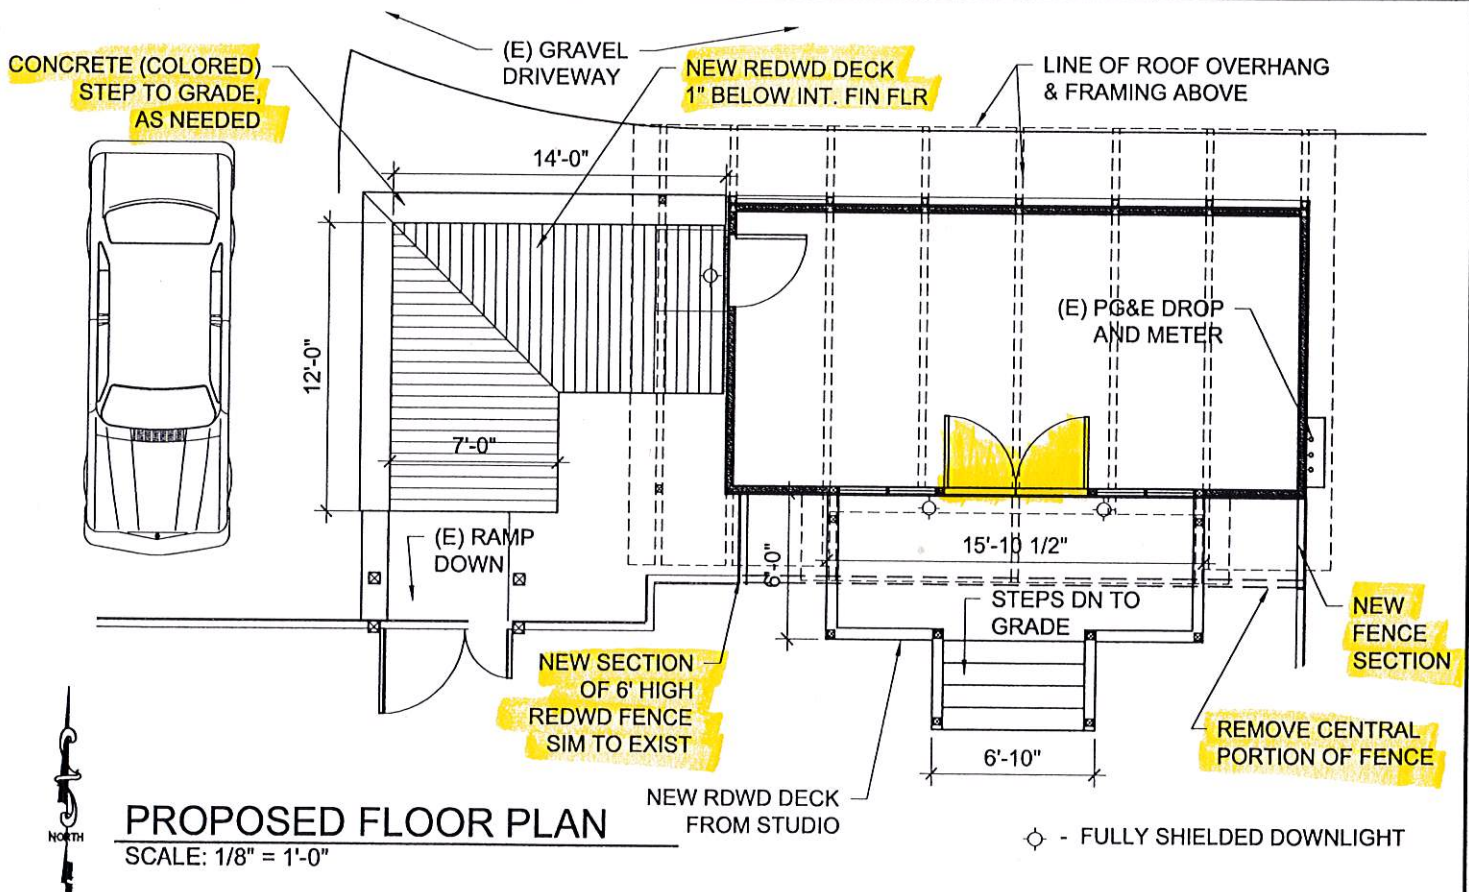 (E) GRAVEL
DRIVEWAY
CONCRETE (COLORED)
STEP TO GRADE,
AS NEEDED
NEW REDWD DECK
1" BELOW INT. FIN FLR
LINE OF ROOF OVERHANG
& FRAMING ABOVE
14'-0"
12'-0"
7'-0"
(E) PG&E DROP
AND METER
(E) RAMP
DOWN
15'-10 1/2"
6'-0"
STEPS DN TO
GRADE
NEW
FENCE
SECTION
NEW SECTION
OF 6' HIGH
REDWD FENCE
SIM TO EXIST
REMOVE CENTRAL
PORTION OF FENCE
6'-10"
NEW RDWD DECK
FROM STUDIO
NORTH
PROPOSED FLOOR PLAN
SCALE: 1/8" = 1'-0"
- FULLY SHIELDED DOWNLIGHT